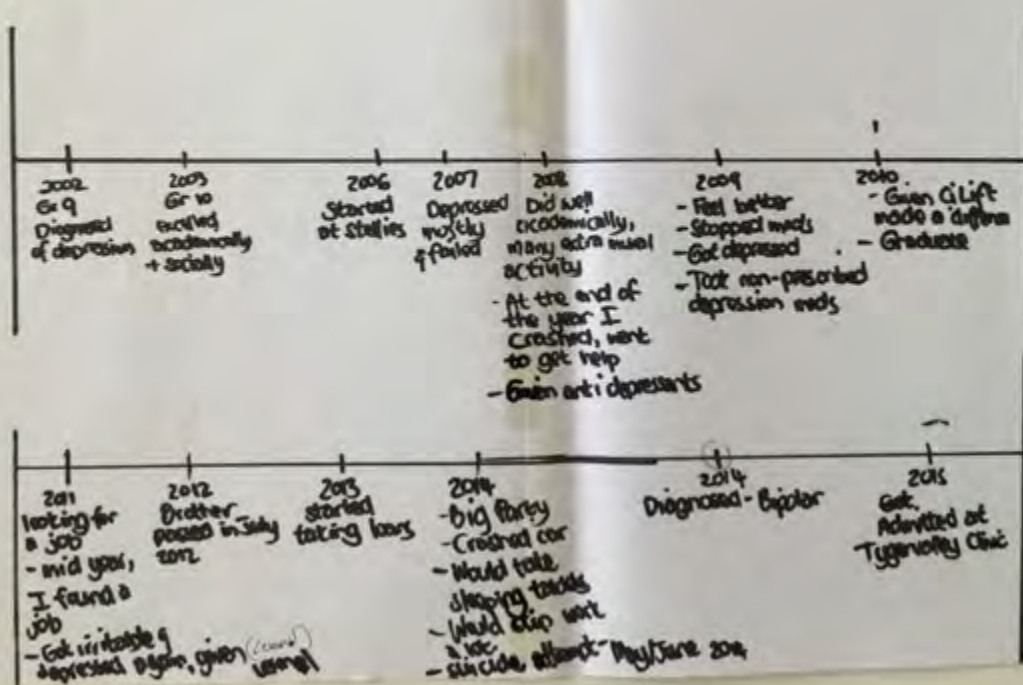 2002
Gr 9
Diagnosed
of depression
2003
Gr 10
excelled
academically
+ socially
2006
Started
at stellies
2007
Depressed
mostly
& failed
2008
Did well
academically,
many extra mural
activity
- At the end of
the year I
crashed, went
to get help
- Given anti depressants
2009
- Feel better
- Stopped meds
- Got depressed
- Took non-prescribed
depression meds
2010
- Given CiLift
made a differene
- Graduate
2011
looking for
a job
- mid year,
I found a
job
- Got irritable &
depressed again, given
2012
Brother
passed in July
2012
2013
started
taking loans
2014
- Big Party
- Crashed car
- Would take
sleeping tablets
- Would skip work
a lot
- suicide attempt - May/June 2014
2014
Diagnosed - Bipolar
2015
Got
Admitted at
Tygervalley Clinic